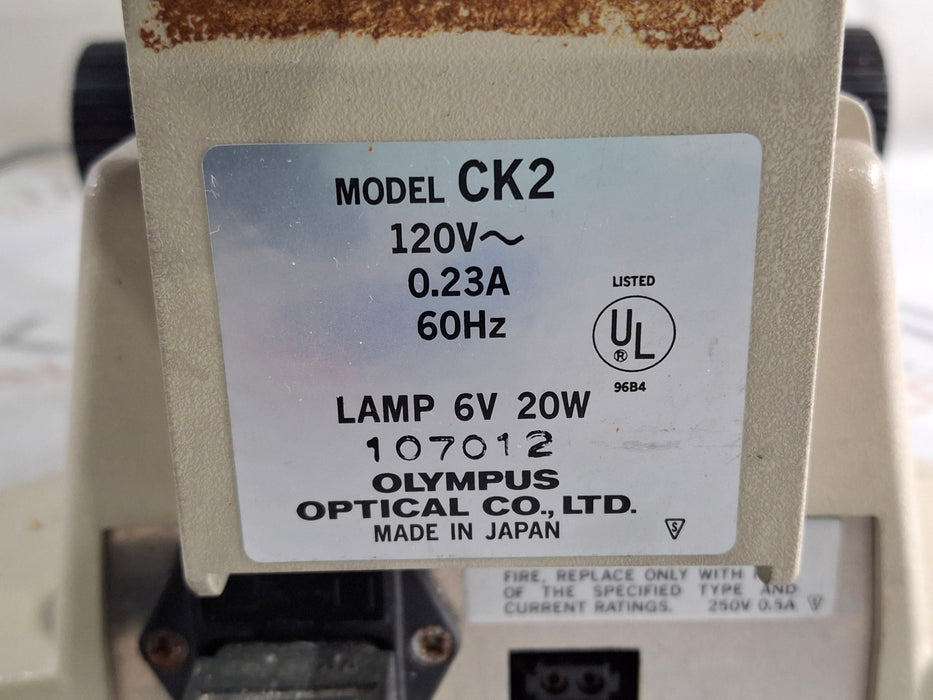 MODEL CK2
120V～
0.23A
60Hz
LISTED
UL
®
96B4
LAMP 6V 20W
107012
OLYMPUS
OPTICAL CO., LTD.
MADE IN JAPAN
S
FIRE, REPLACE ONLY WITH
OF THE SPECIFIED TYPE AND
CURRENT RATINGS. 250V 0.5A